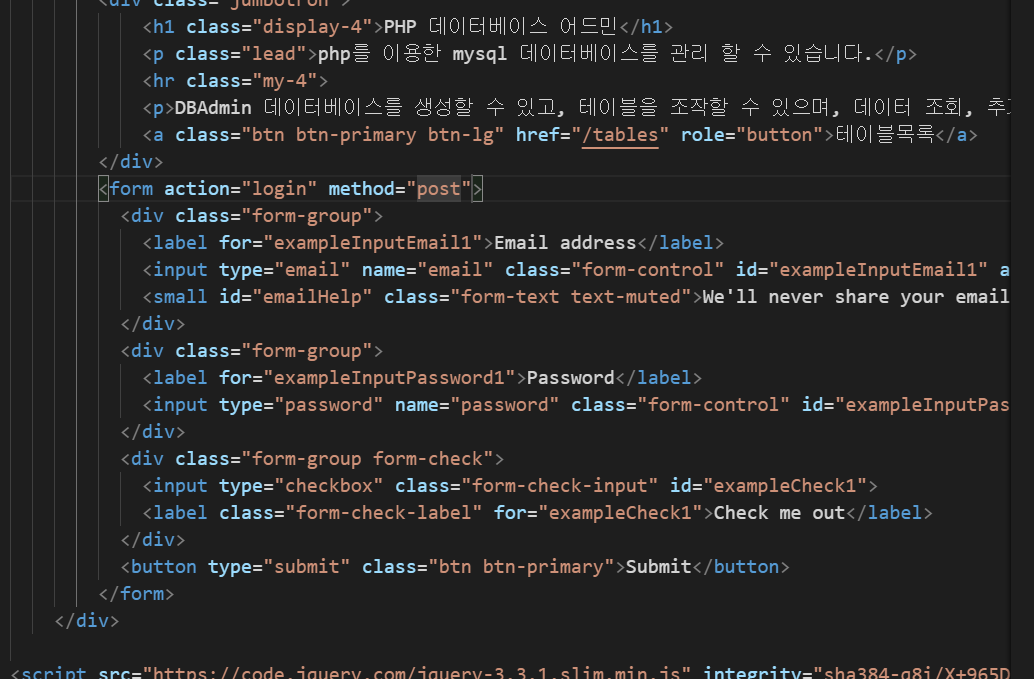 <div class="jumbotron">
<h1 class="display-4">PHP 데이터베이스 어드민</h1>
<p class="lead">php를 이용한 mysql 데이터베이스를 관리 할 수 있습니다.</p>
<hr class="my-4">
<p>DBAdmin 데이터베이스를 생성할 수 있고, 테이블을 조작할 수 있으며, 데이터 조회,
<a class="btn btn-primary btn-lg" href="/tables" role="button">테이블목록</a>
</div>
<form action="login" method="post">
<div class="form-group">
<label for="exampleInputEmail1">Email address</label>
<input type="email" name="email" class="form-control" id="exampleInputEmail1" a
<small id="emailHelp" class="form-text text-muted">We'll never share your email
</div>
<div class="form-group">
<label for="exampleInputPassword1">Password</label>
<input type="password" name="password" class="form-control" id="exampleInputPas
</div>
<div class="form-group form-check">
<input type="checkbox" class="form-check-input" id="exampleCheck1">
<label class="form-check-label" for="exampleCheck1">Check me out</label>
</div>
<button type="submit" class="btn btn-primary">Submit</button>
</form>
</div>
<script src="https://code.jquery.com/jquery-3.3.1.slim.min.js" integrity="sha384-q8i/X+965D